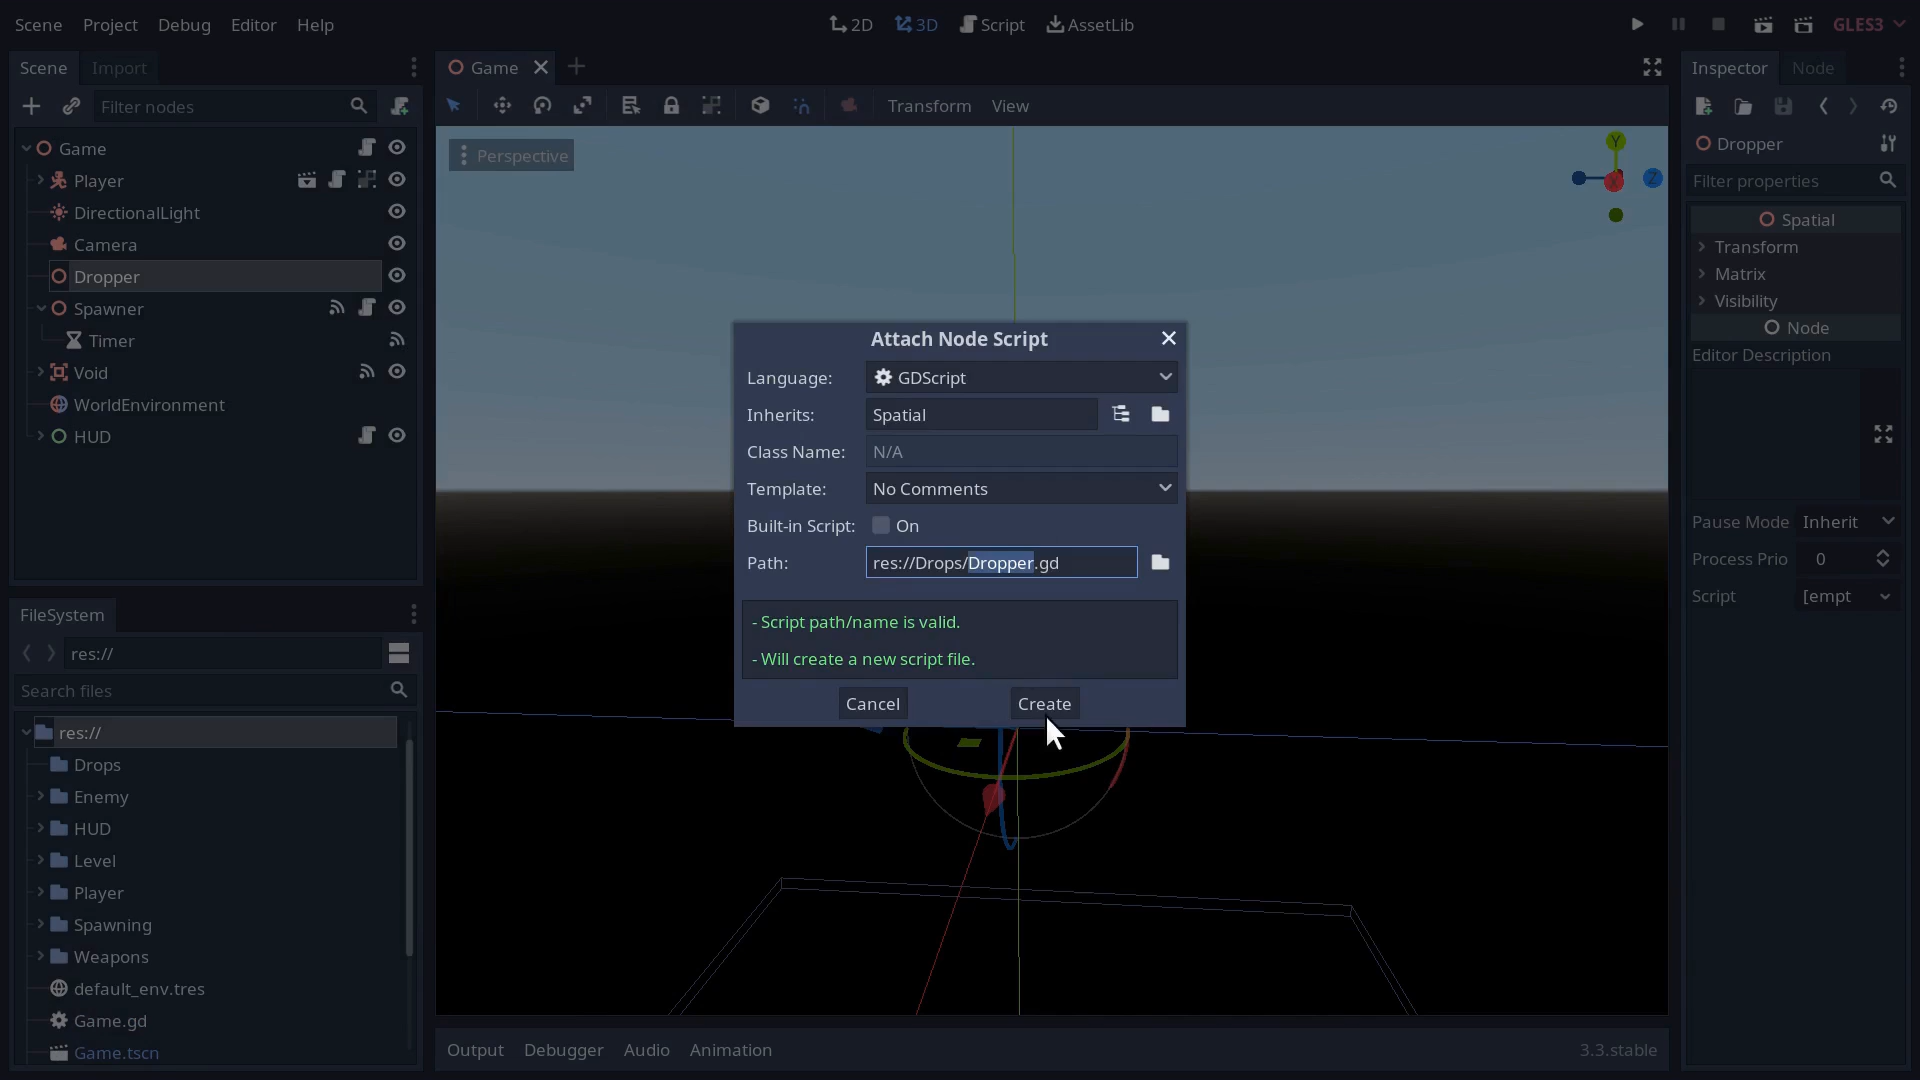 Scene Project Debug Editor Help
2D 3D Script AssetLib
GLES3
Scene Import
Filter nodes
Game
Player
DirectionalLight
Camera
Dropper
Spawner
Timer
Void
WorldEnvironment
HUD
FileSystem
res://
Search files
res://
Drops
Enemy
HUD
Level
Player
Spawning
Weapons
default_env.tres
Game.gd
Game.tscn
Game
Transform View
Perspective
Y
Z
X
Attach Node Script
Language: GDScript
Inherits: Spatial
Class Name: N/A
Template: No Comments
Built-in Script: On
Path: res://Drops/Dropper.gd
- Script path/name is valid.
- Will create a new script file.
Cancel Create
Output Debugger Audio Animation 3.3.stable
Inspector Node
Dropper
Filter properties
Spatial
Transform
Matrix
Visibility
Node
Editor Description
Pause Mode Inherit
Process Prio 0
Script [empt